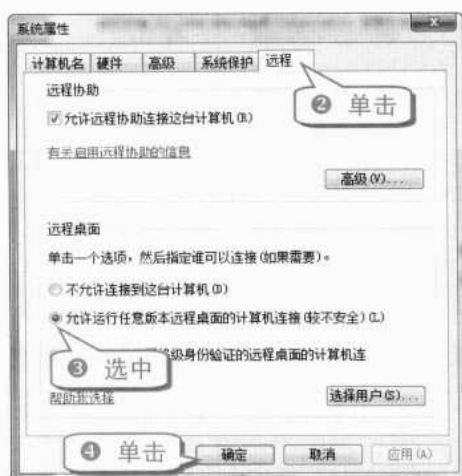 系统属性
计算机名 硬件 高级 系统保护 远程
远程协助
❷ 单击
允许远程协助连接这台计算机(R)
有关启用远程协助的信息
高级(V)...
远程桌面
单击一个选项，然后指定谁可以连接(如果需要)。
不允许连接到这台计算机(D)
允许运行任意版本远程桌面的计算机连接(较不安全)(L)
级身份验证的远程桌面的计算机连
❸ 选中
帮助我选择
选择用户(S)...
❹ 单击
确定 取消 应用(A)